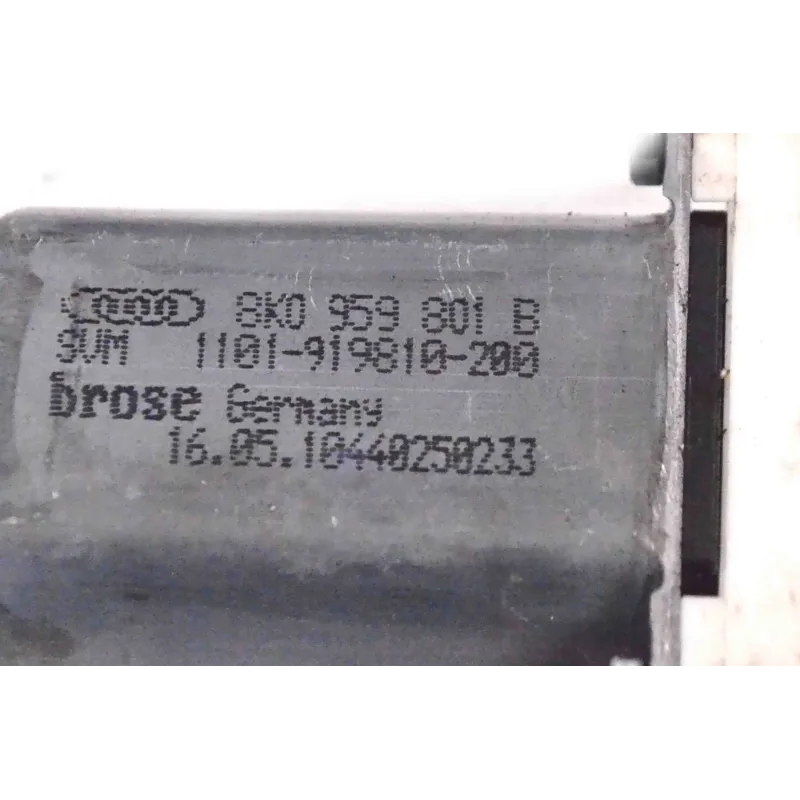 8K0 959 801 B
9VM 1101-919810-200
brose Germany
16.05.10440250233